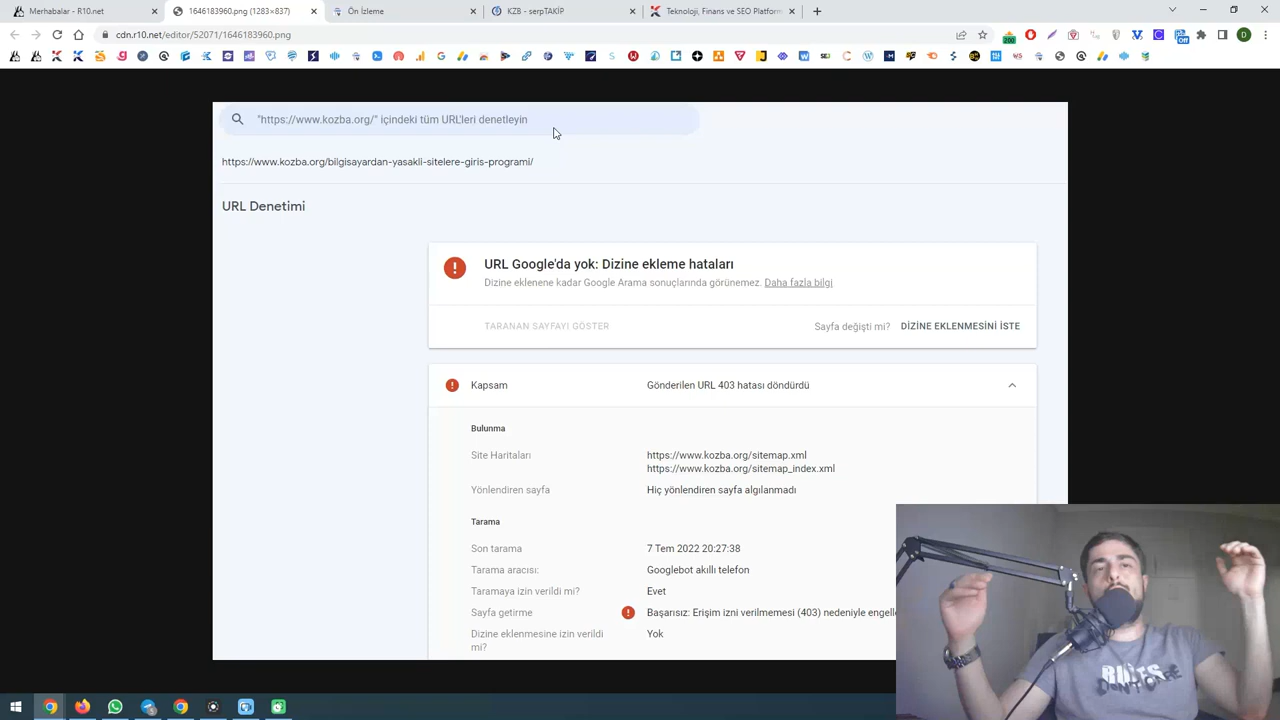 Merhabalar - R10.net
1646183960.png (1283×837)
Ön İzleme
KZB - serpTAKİP
Teknoloji, Finans ve SEO Platform
cdn.r10.net/editor/52071/1646183960.png
"https://www.kozba.org/" içindeki tüm URL'leri denetleyin
https://www.kozba.org/bilgisayardan-yasakli-sitelere-giris-programi/
URL Denetimi
URL Google'da yok: Dizine ekleme hataları
Dizine eklenene kadar Google Arama sonuçlarında görünemez. Daha fazla bilgi
TARANAN SAYFAYI GÖSTER
Sayfa değişti mi? DİZİNE EKLENMESİNİ İSTE
Kapsam
Gönderilen URL 403 hatası döndürdü
Bulunma
Site Haritaları
https://www.kozba.org/sitemap.xml
https://www.kozba.org/sitemap_index.xml
Yönlendiren sayfa
Hiç yönlendiren sayfa algılanmadı
Tarama
Son tarama
7 Tem 2022 20:27:38
Tarama aracısı:
Googlebot akıllı telefon
Taramaya izin verildi mi?
Evet
Sayfa getirme
Başarısız: Erişim izni verilmemesi (403) nedeniyle engelle
Dizine eklenmesine izin verildi
mi?
Yok